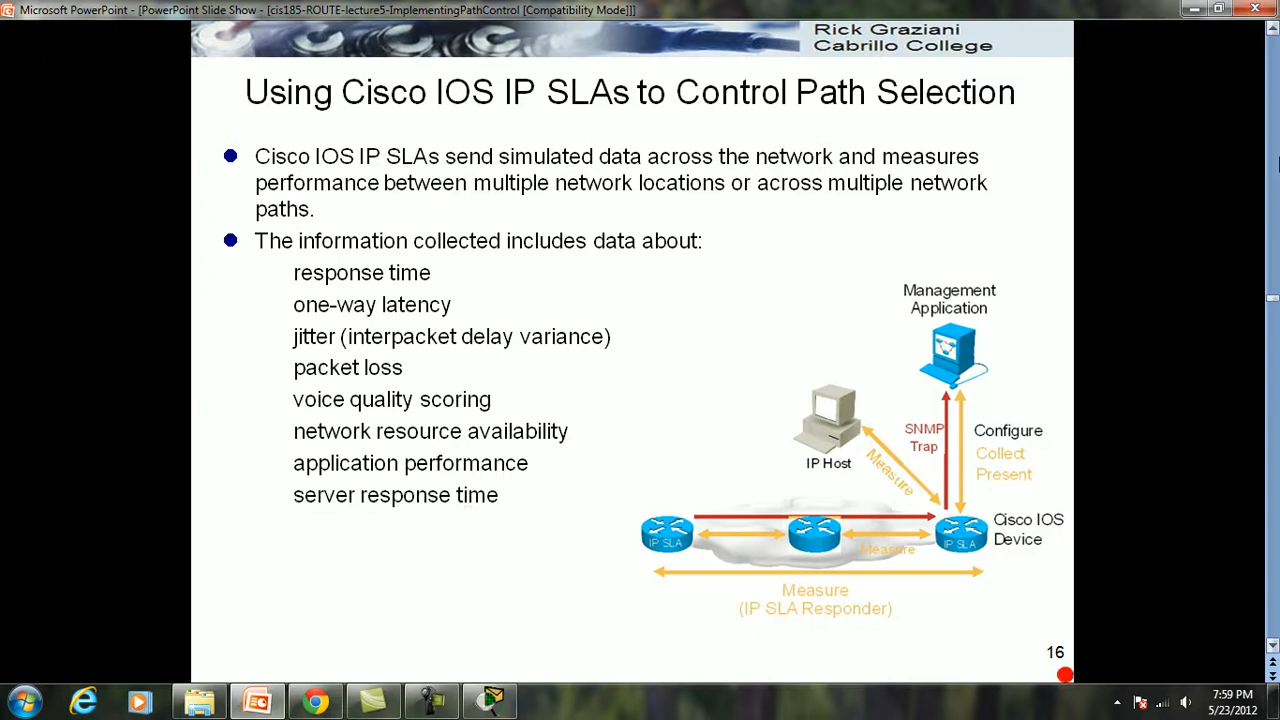 Microsoft PowerPoint - [PowerPoint Slide Show - [cis185-ROUTE-lecture5-ImplementingPathControl [Compatibility Mode]]]
Rick Graziani
Cabrillo College
Using Cisco IOS IP SLAs to Control Path Selection
Cisco IOS IP SLAs send simulated data across the network and measures
performance between multiple network locations or across multiple network
paths.
The information collected includes data about:
response time
one-way latency
jitter (interpacket delay variance)
packet loss
voice quality scoring
network resource availability
application performance
server response time
Management
Application
SNMP
Trap
Configure
Collect
Present
IP Host
Measure
IP SLA
IP SLA
Cisco IOS
Device
Measure
Measure
(IP SLA Responder)
16
7:59 PM
5/23/2012